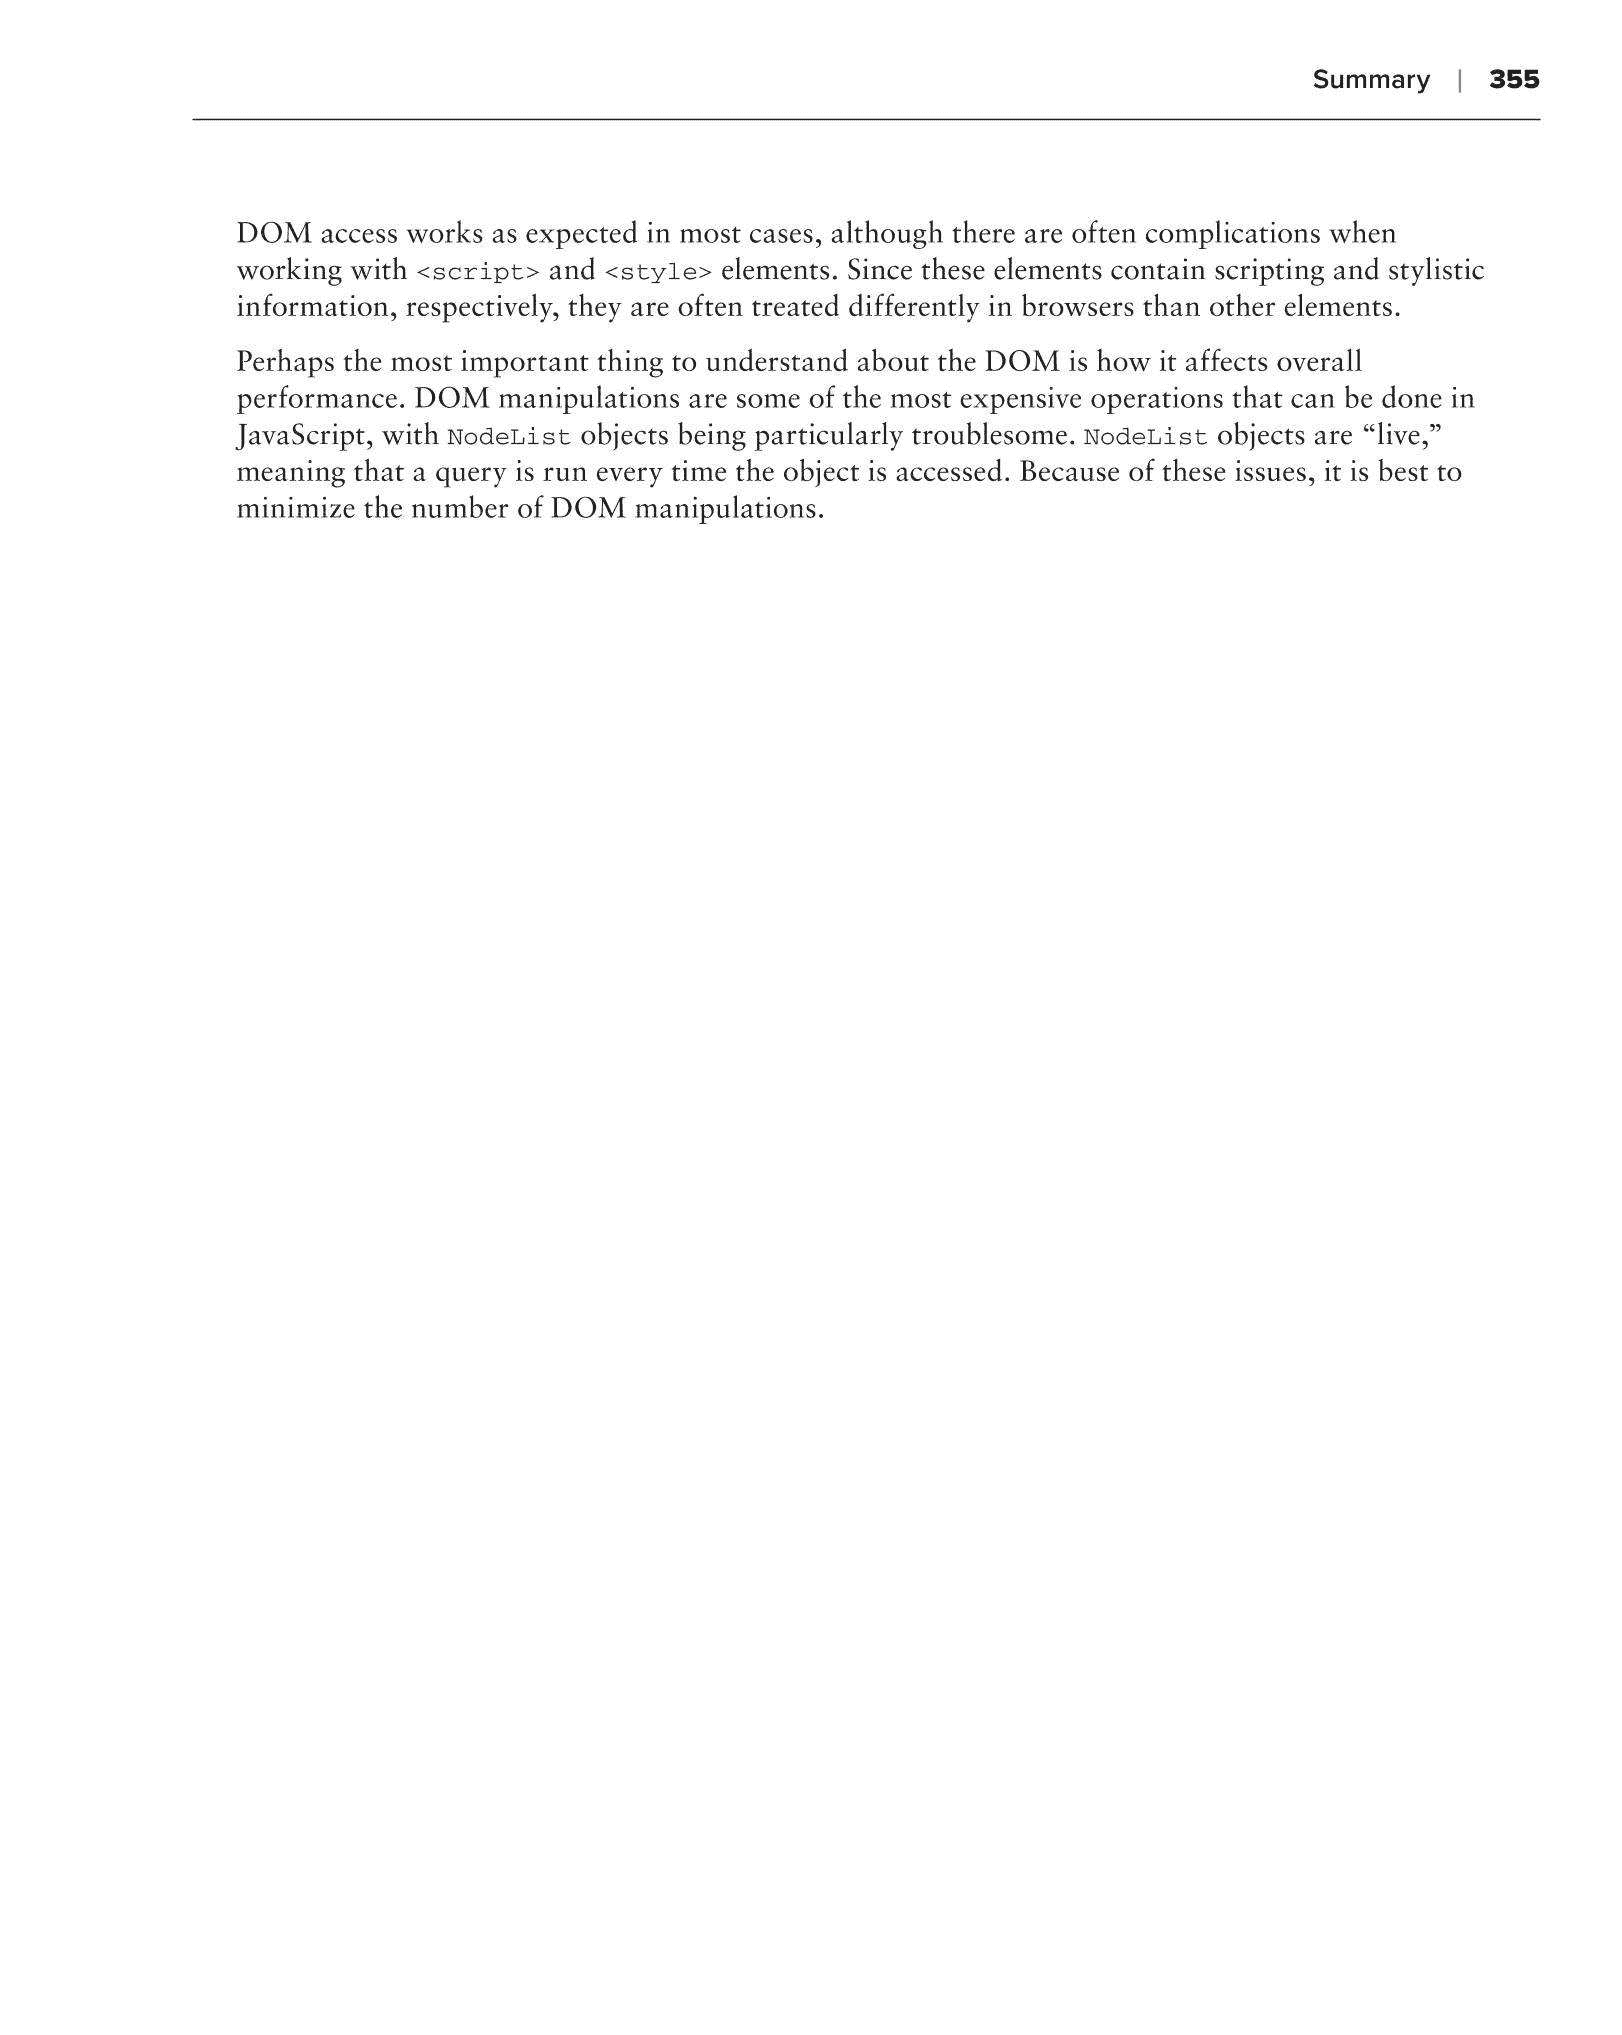 Summary | 355
DOM access works as expected in most cases, although there are often complications when
working with <script> and <style> elements. Since these elements contain scripting and stylistic
information, respectively, they are often treated differently in browsers than other elements.
Perhaps the most important thing to understand about the DOM is how it affects overall
performance. DOM manipulations are some of the most expensive operations that can be done in
JavaScript, with NodeList objects being particularly troublesome. NodeList objects are “live,”
meaning that a query is run every time the object is accessed. Because of these issues, it is best to
minimize the number of DOM manipulations.